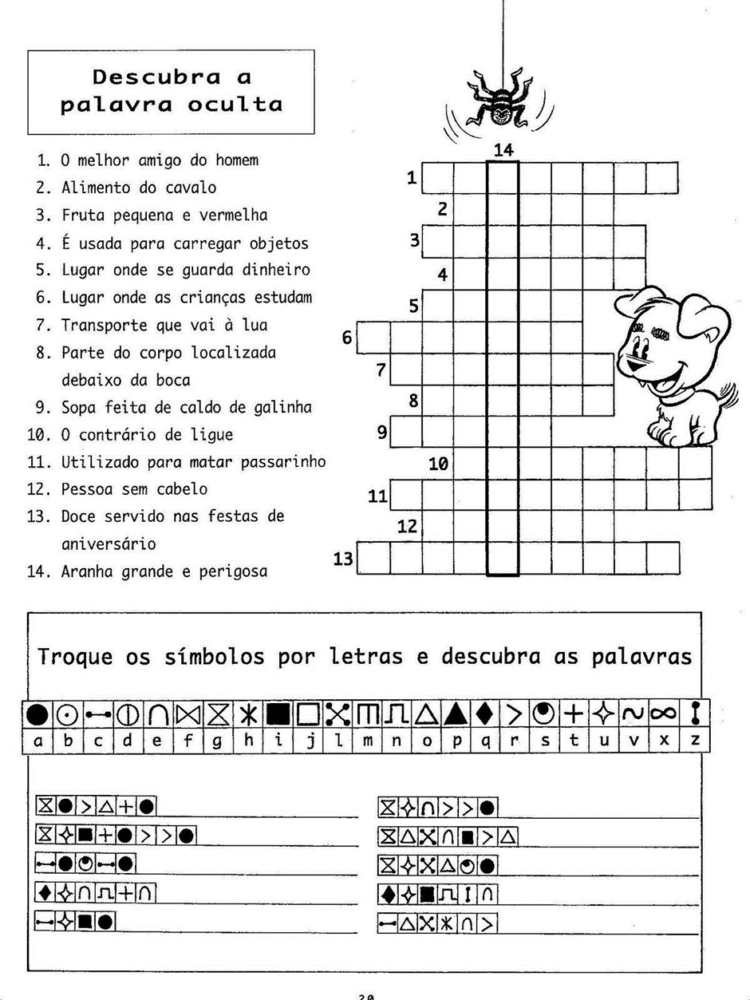 Descubra a
palavra oculta
1. O melhor amigo do homem
2. Alimento do cavalo
3. Fruta pequena e vermelha
4. É usada para carregar objetos
5. Lugar onde se guarda dinheiro
6. Lugar onde as crianças estudam
7. Transporte que vai à lua
8. Parte do corpo localizada
debaixo da boca
9. Sopa feita de caldo de galinha
10. O contrário de ligue
11. Utilizado para matar passarinho
12. Pessoa sem cabelo
13. Doce servido nas festas de
aniversário
14. Aranha grande e perigosa
14
1
2
3
4
5
6
7
8
9
10
11
12
13
Troque os símbolos por letras e descubra as palavras
a b c d e f g h i j l m n o p q r s t u v x z